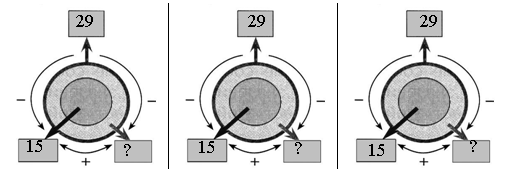 29 29 29
− − − − − −
15 ? 15 ? 15 ?
+ + +